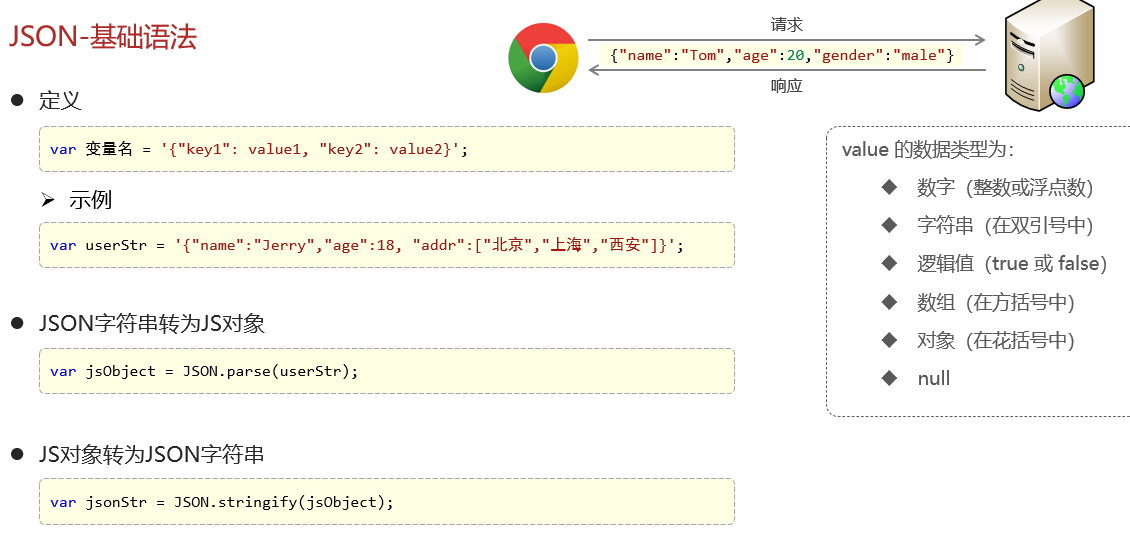 JSON-基础语法
请求
{"name":"Tom","age":20,"gender":"male"}
响应
定义
var 变量名 = '{"key1": value1, "key2": value2}';
示例
var userStr = '{"name":"Jerry","age":18, "addr":["北京","上海","西安"]}';
JSON字符串转为JS对象
var jsObject = JSON.parse(userStr);
JS对象转为JSON字符串
var jsonStr = JSON.stringify(jsObject);
value 的数据类型为：
数字（整数或浮点数）
字符串（在双引号中）
逻辑值（true 或 false）
数组（在方括号中）
对象（在花括号中）
null